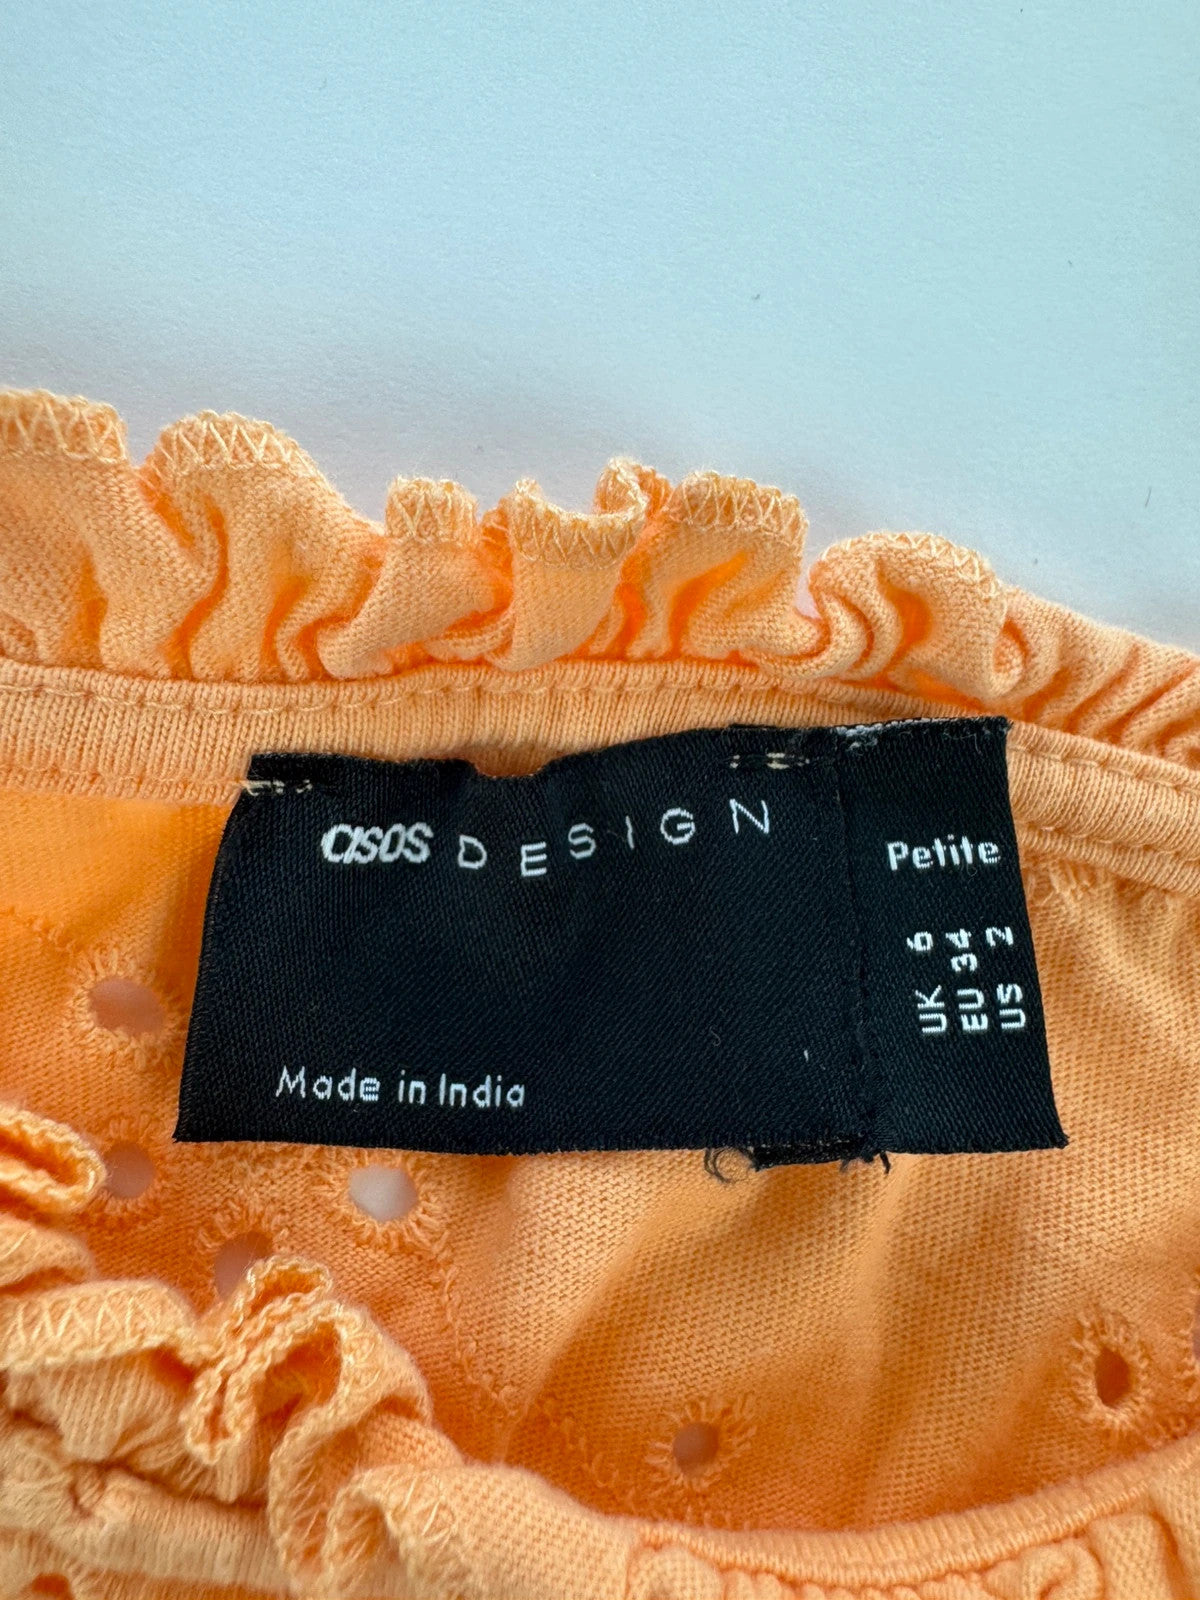 asos DESIGN
Made in India
Petite
UK 6
EU 34
US 2